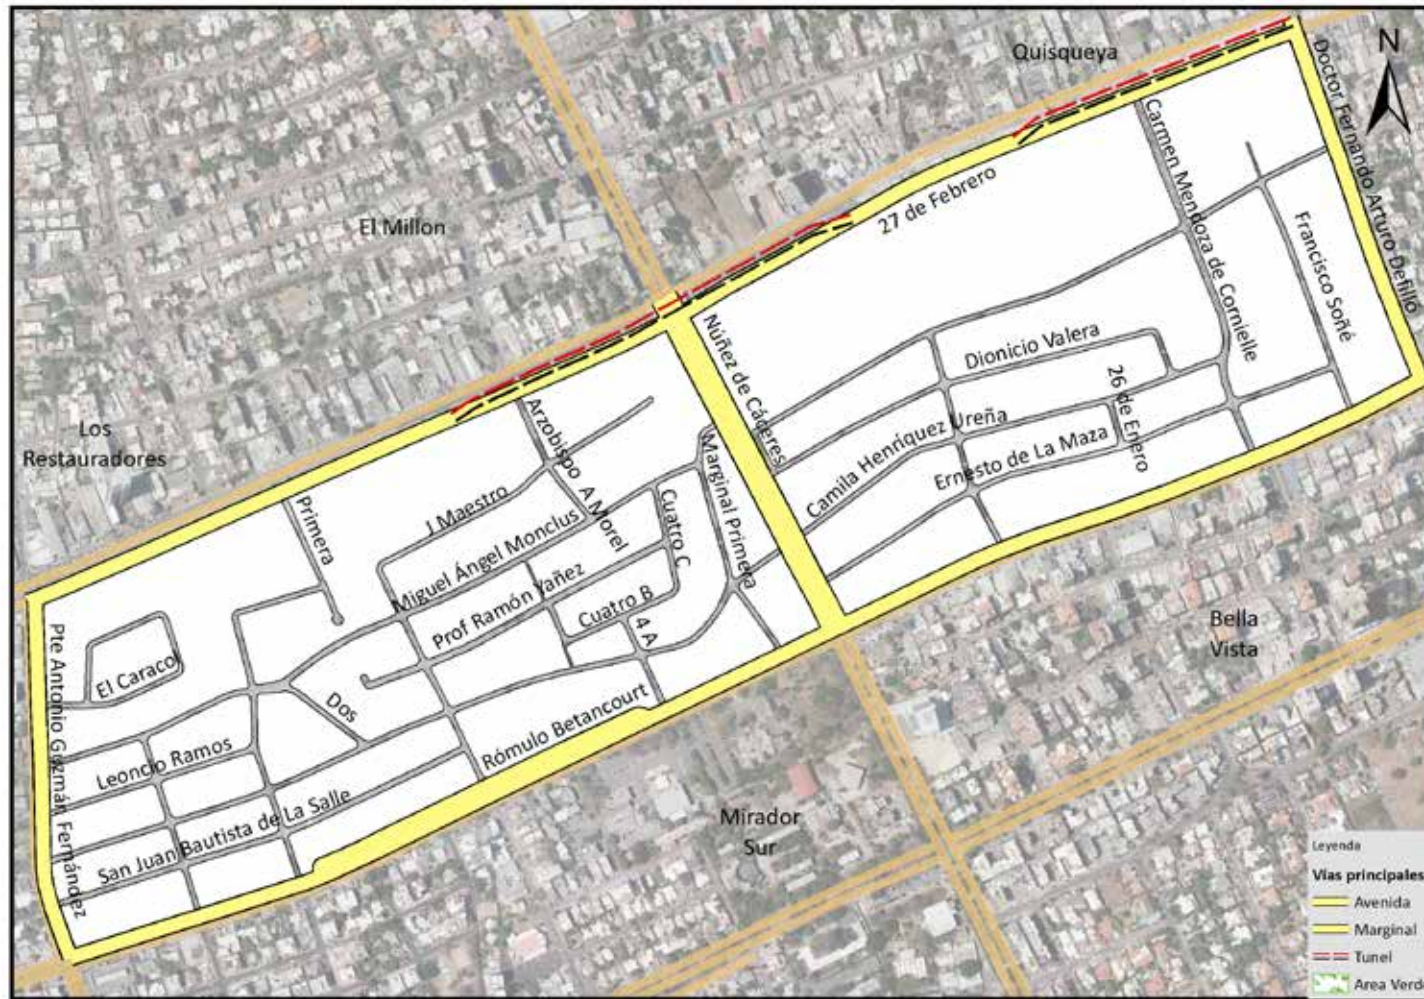 Quisqueya
N
Doctor Fernando Arturo Defillo
Carmen Mendoza de Cornielle
El Millon
27 de Febrero
Francisco Soñé
Núñez de Cáceres
Dionicio Valera
26 de Enero
Los
Restauradores
Arzobispo A Morel
Camila Henríquez Ureña
Ernesto de La Maza
Marginal Primera
Primera
J Maestro
Cuatro C
Miguel Ángel Monclus
Prof Ramón Yañez
Cuatro B
4 A
Bella
Vista
Pte Antonio Guzmán Fernández
El Caracol
Dos
Rómulo Betancourt
Leoncio Ramos
San Juan Bautista de La Salle
Mirador
Sur
Leyenda
Vías principales
Avenida
Marginal
Tunel
Area Verd